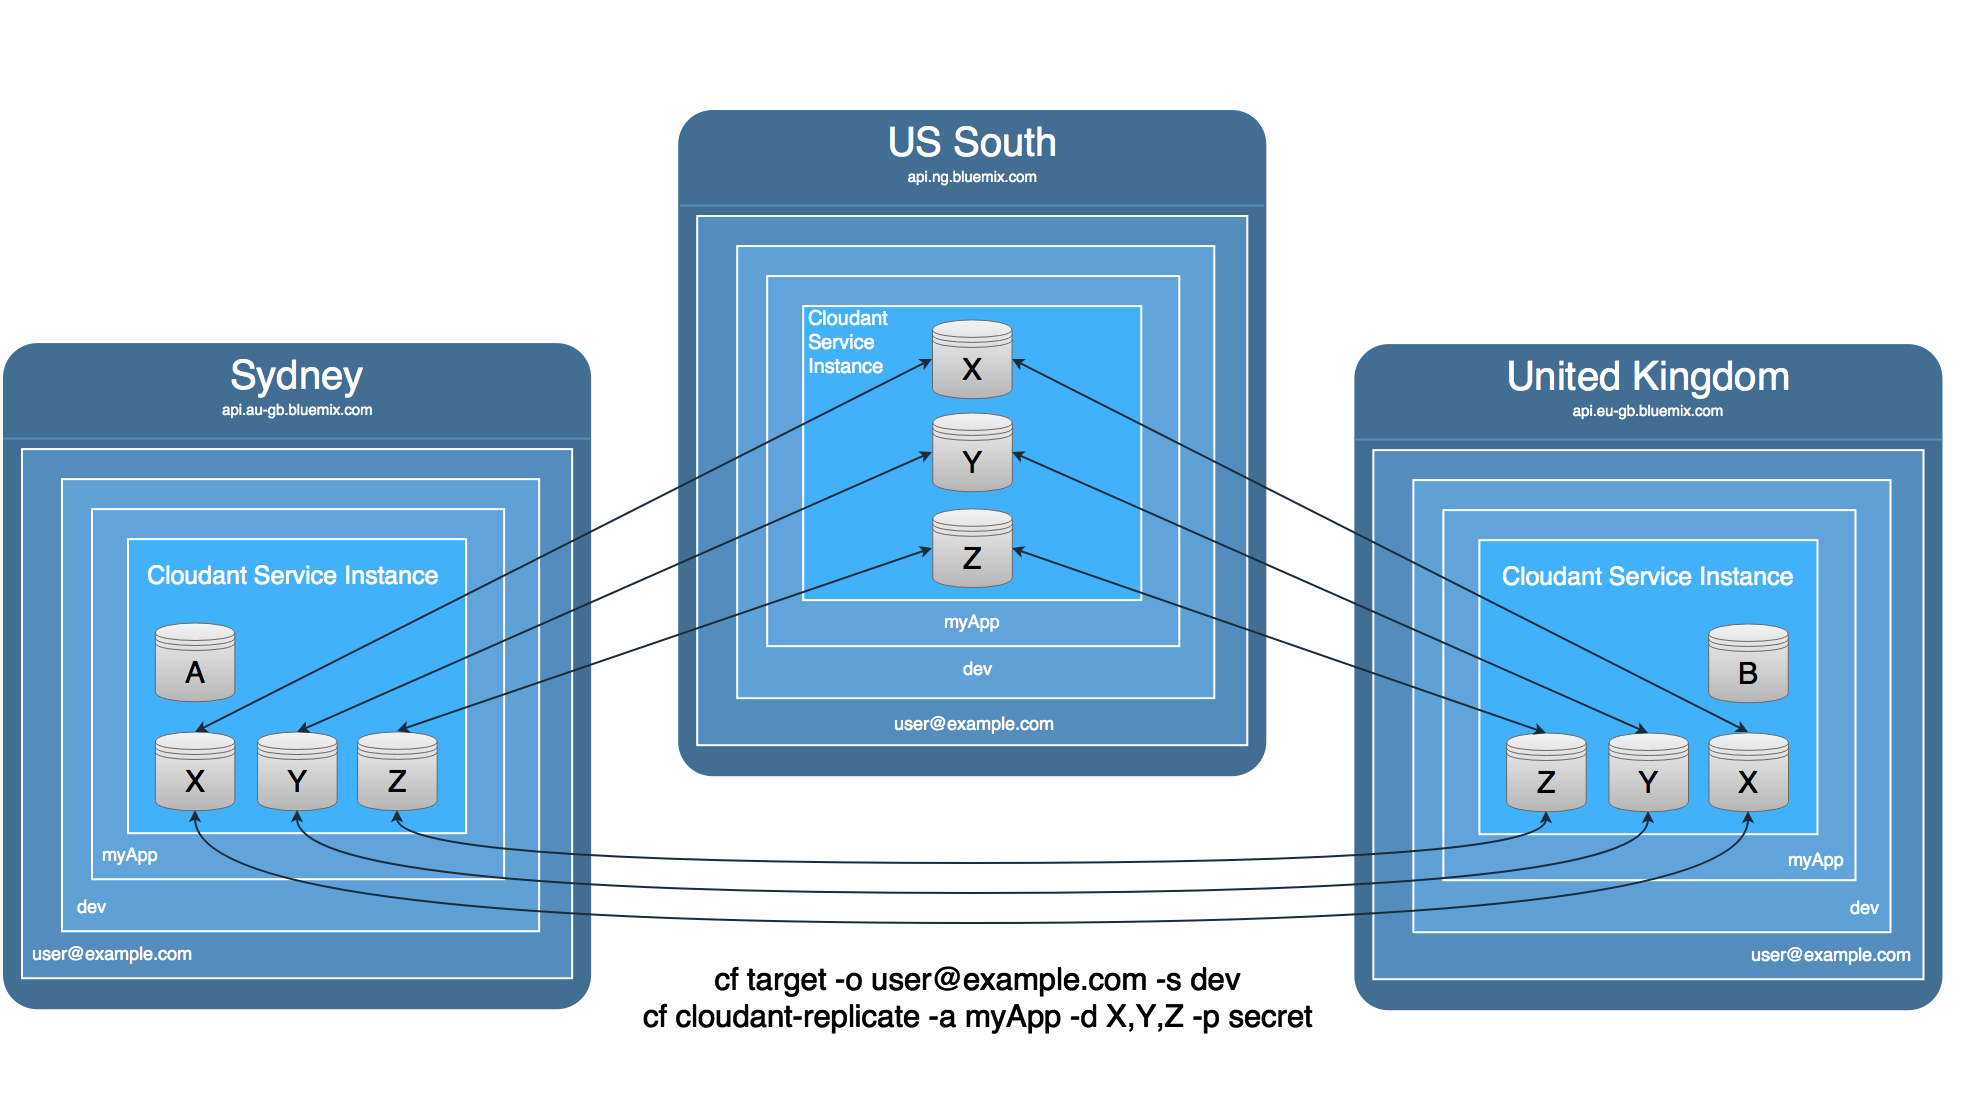 US South
api.ng.bluemix.com
Cloudant
Service
Instance
X
Y
Z
myApp
dev
user@example.com
Sydney
api.au-gb.bluemix.com
Cloudant Service Instance
A
X Y Z
myApp
dev
user@example.com
United Kingdom
api.eu-gb.bluemix.com
Cloudant Service Instance
B
Z Y X
myApp
dev
user@example.com
cf target -o user@example.com -s dev
cf cloudant-replicate -a myApp -d X,Y,Z -p secret